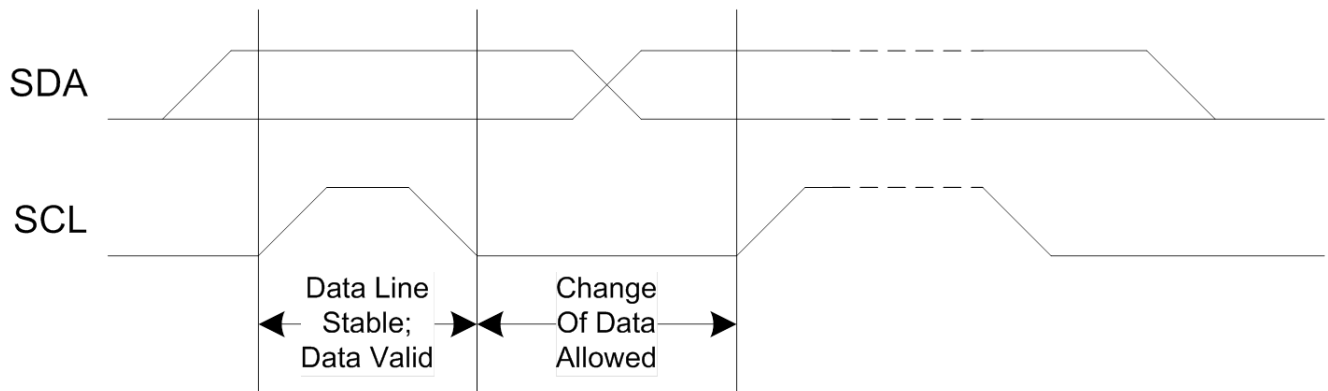 SDA
SCL
Data Line
Stable;
Data Valid
Change
Of Data
Allowed